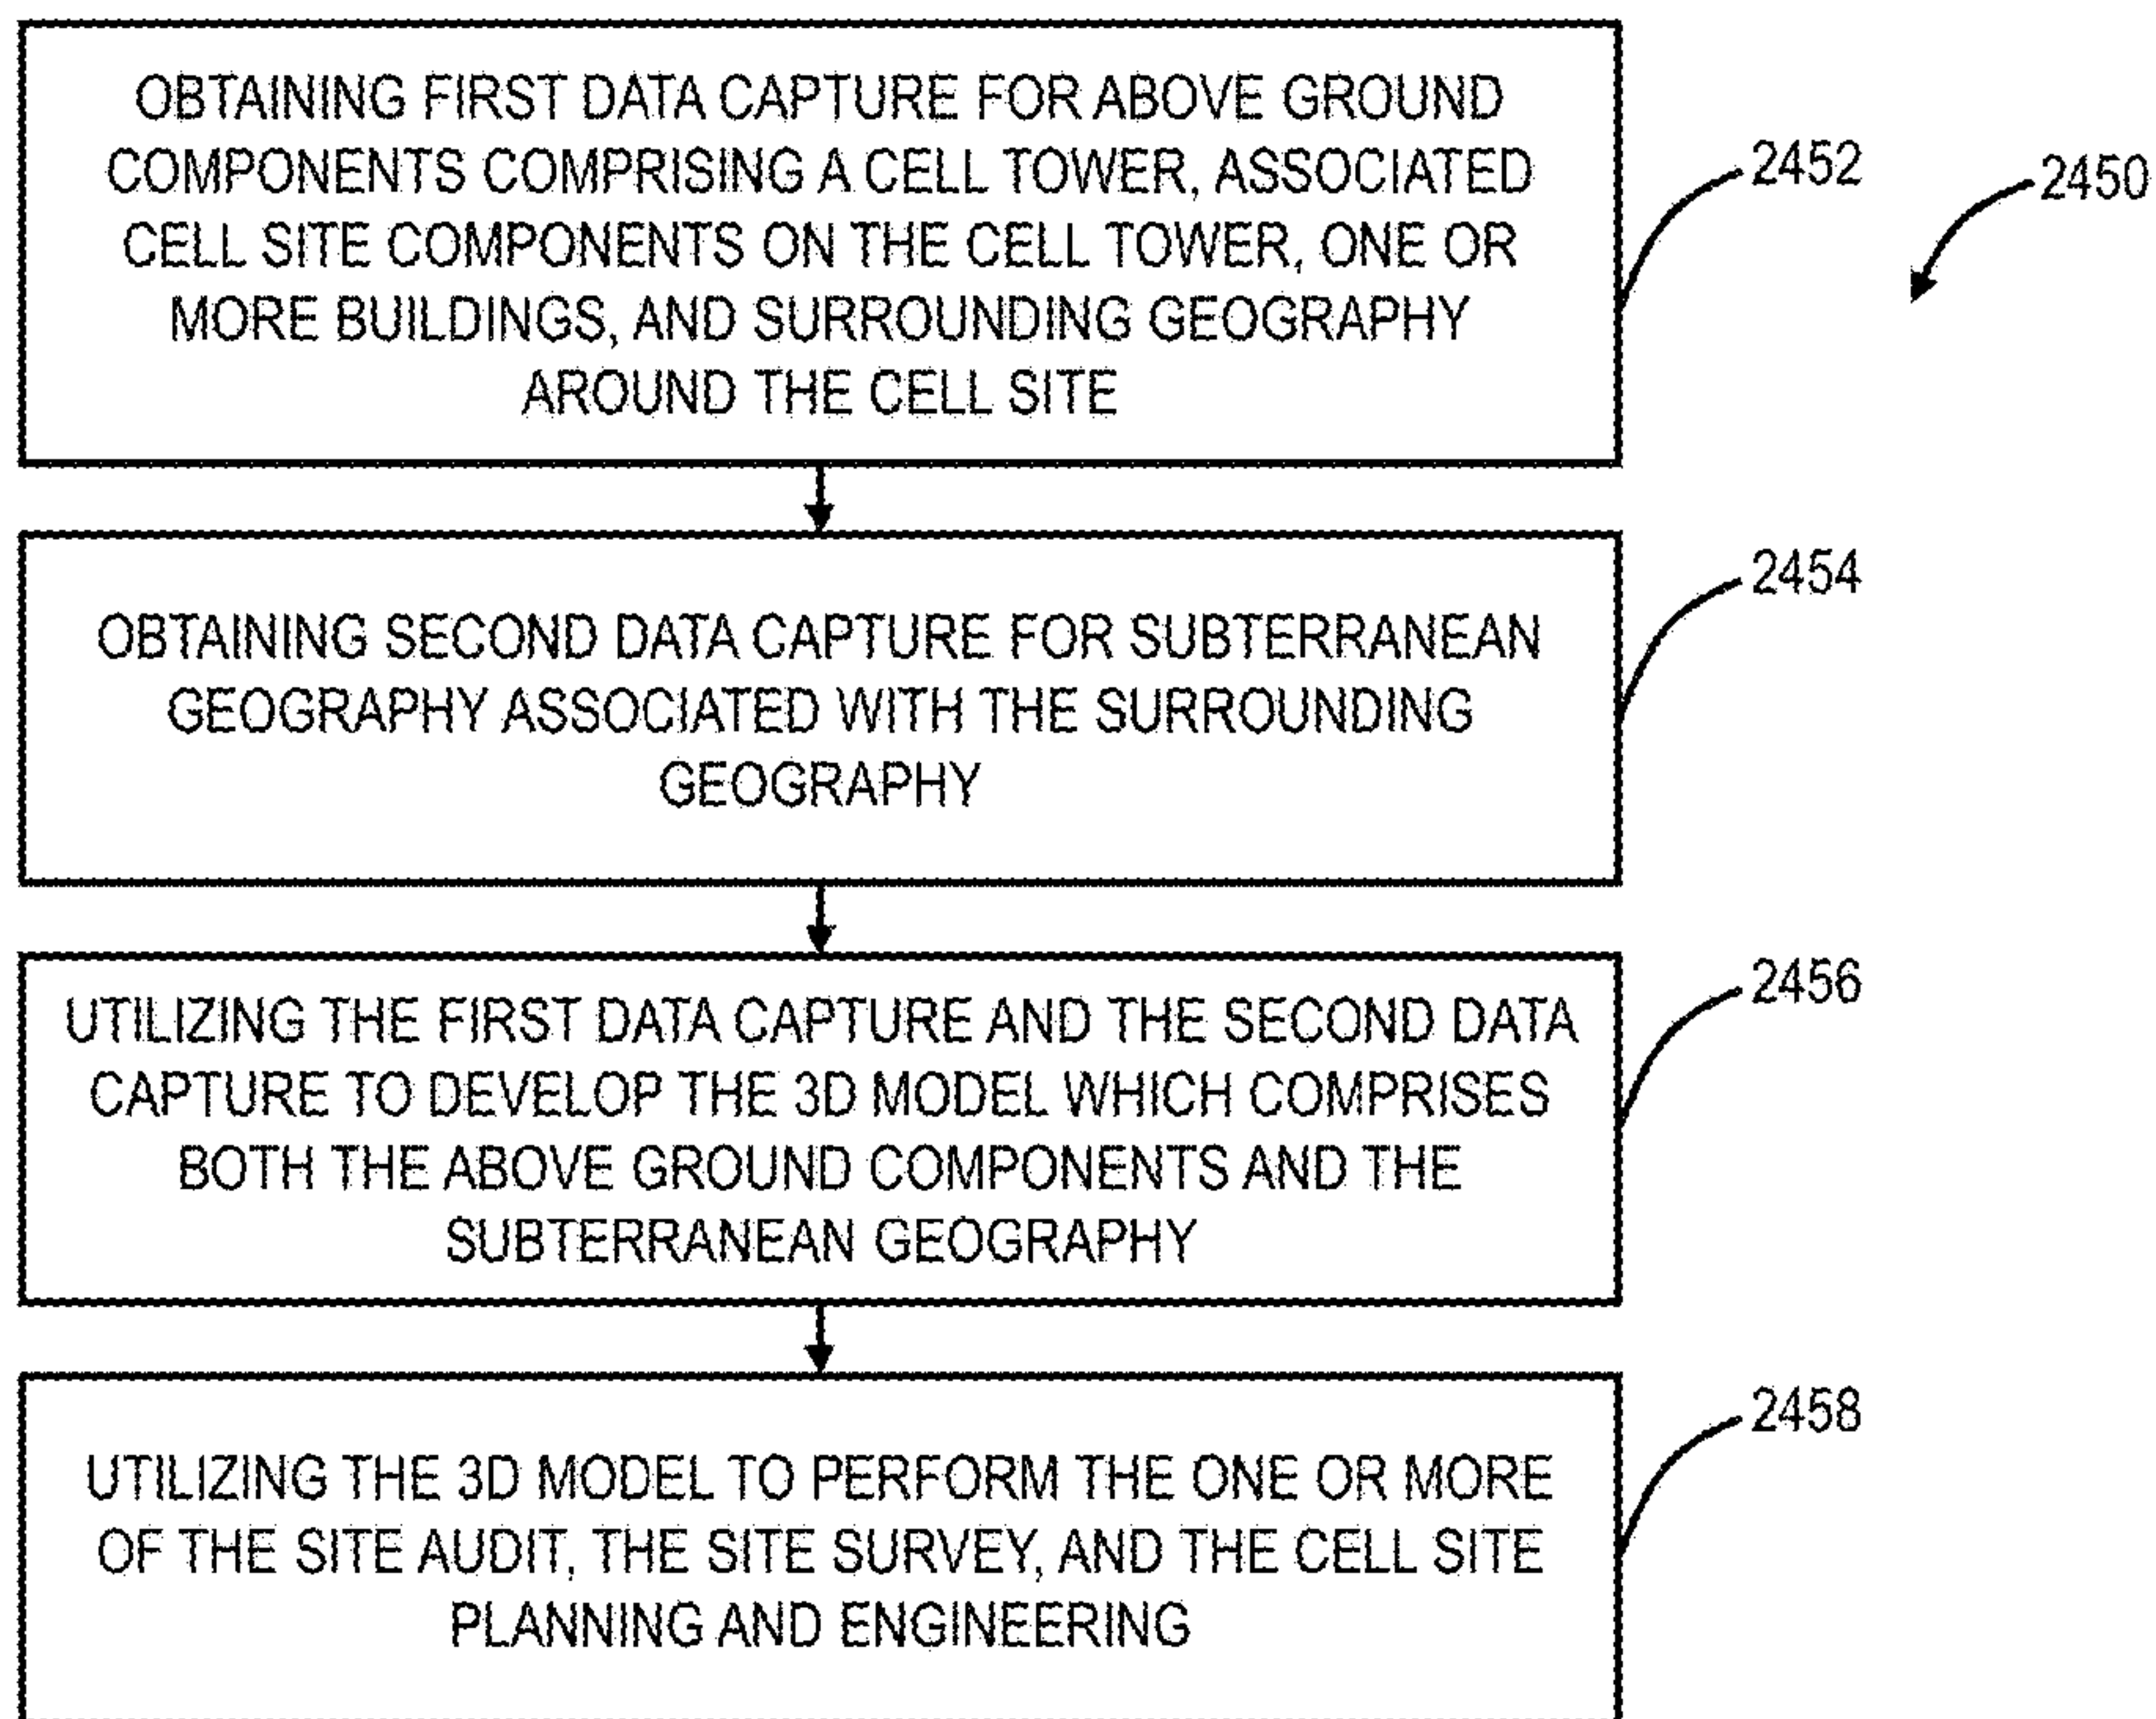 OBTAINING FIRST DATA CAPTURE FOR ABOVE GROUND
COMPONENTS COMPRISING A CELL TOWER, ASSOCIATED
CELL SITE COMPONENTS ON THE CELL TOWER, ONE OR
MORE BUILDINGS, AND SURROUNDING GEOGRAPHY
AROUND THE CELL SITE
2452
2450
OBTAINING SECOND DATA CAPTURE FOR SUBTERRANEAN
GEOGRAPHY ASSOCIATED WITH THE SURROUNDING
GEOGRAPHY
2454
UTILIZING THE FIRST DATA CAPTURE AND THE SECOND DATA
CAPTURE TO DEVELOP THE 3D MODEL WHICH COMPRISES
BOTH THE ABOVE GROUND COMPONENTS AND THE
SUBTERRANEAN GEOGRAPHY
2456
UTILIZING THE 3D MODEL TO PERFORM THE ONE OR MORE
OF THE SITE AUDIT, THE SITE SURVEY, AND THE CELL SITE
PLANNING AND ENGINEERING
2458